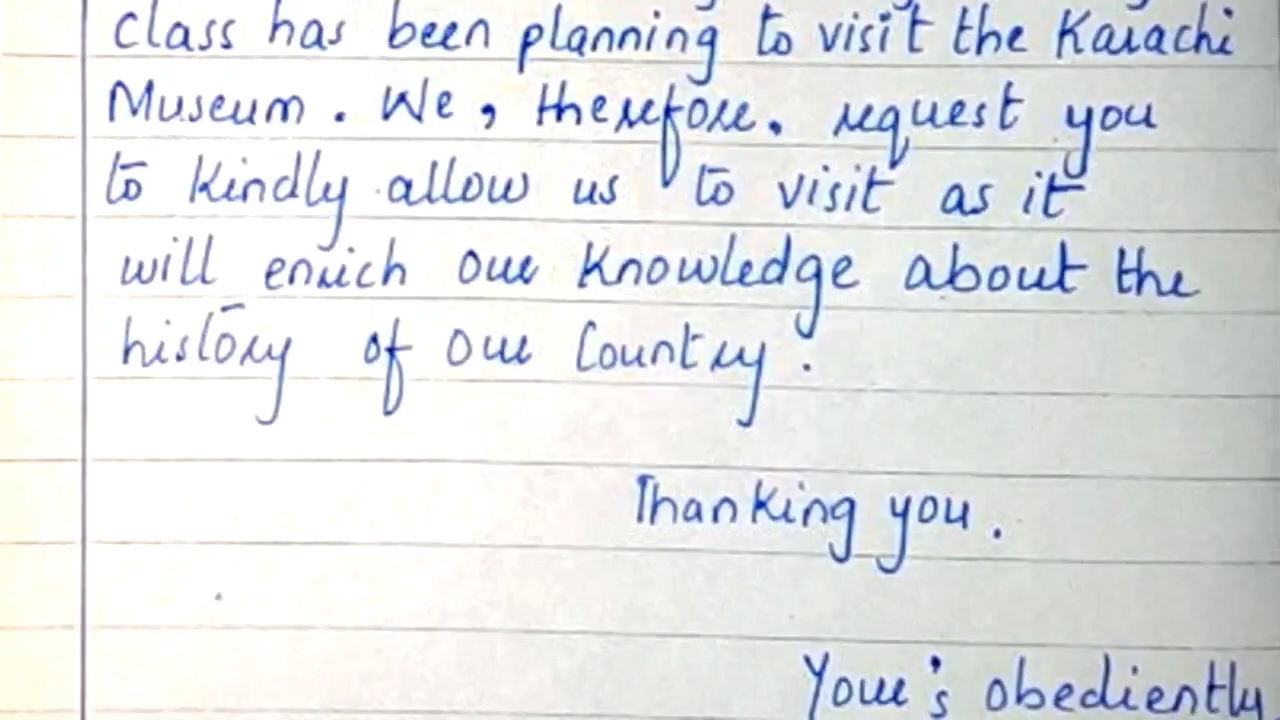 class has been planning to visit the Karachi
Museum. We, therefore. request you
to kindly allow us to visit as it
will enrich our knowledge about the
history of our Country.
Thanking you.
Your's obediently